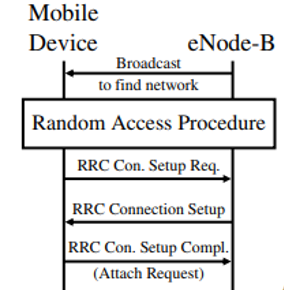 Mobile
Device eNode-B
Broadcast
to find network
Random Access Procedure
RRC Con. Setup Req.
RRC Connection Setup
RRC Con. Setup Compl.
(Attach Request)